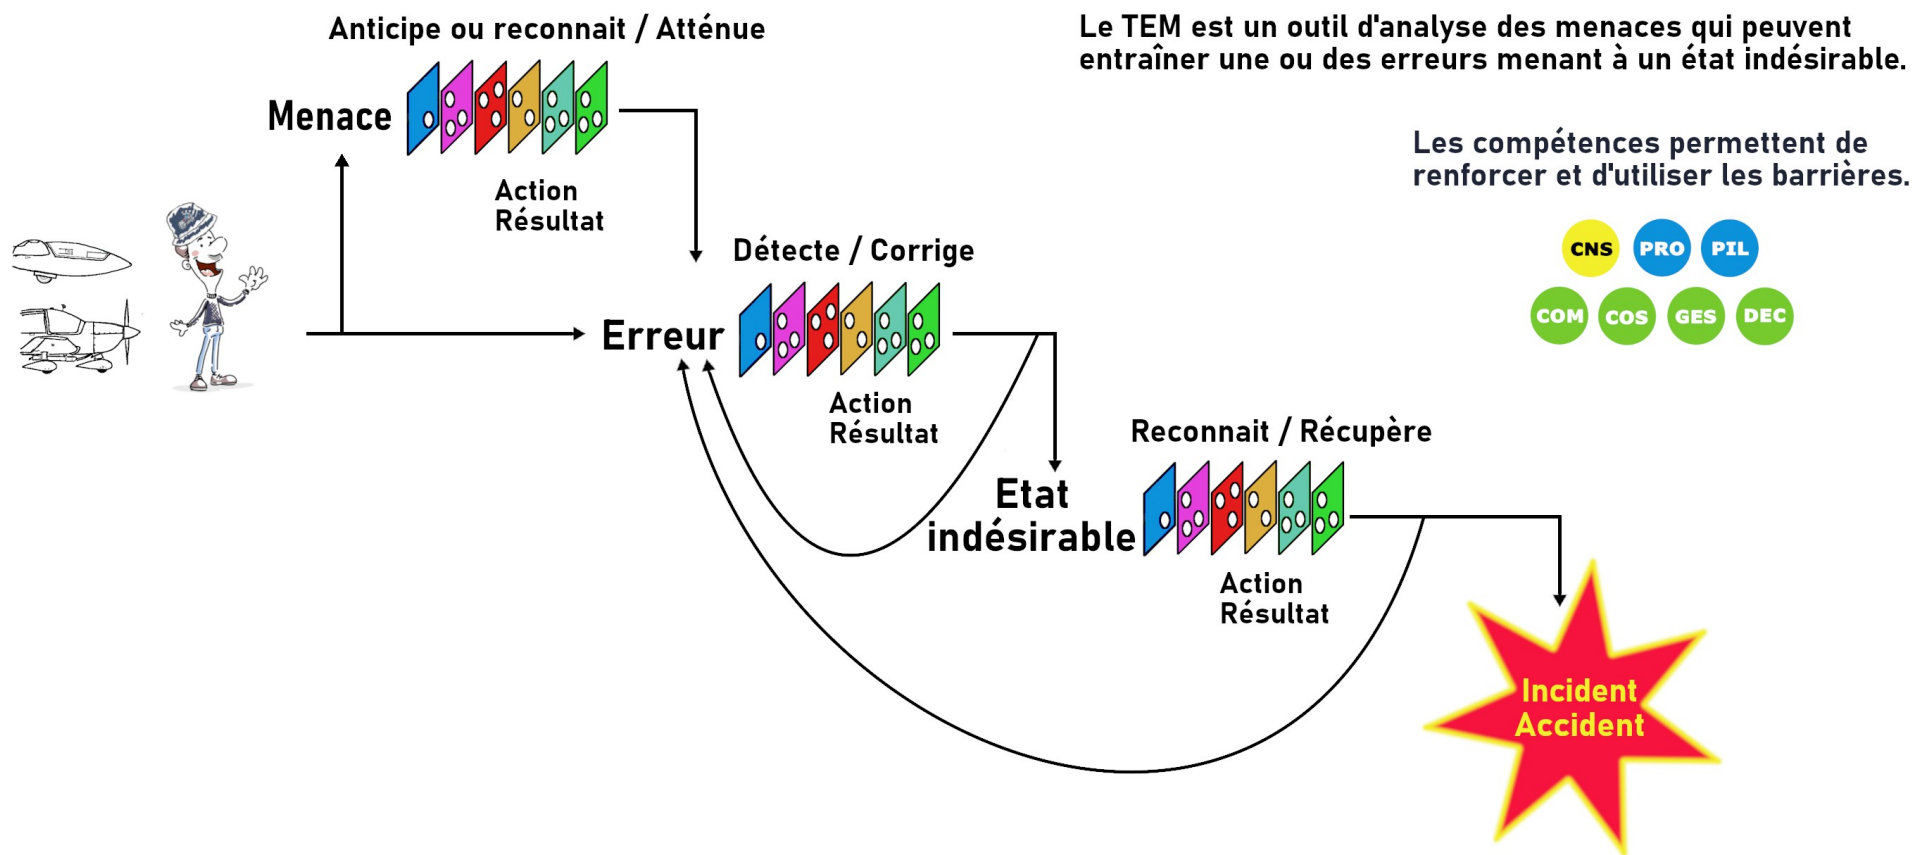 Anticipe ou reconnait / Atténue
Le TEM est un outil d'analyse des menaces qui peuvent
entraîner une ou des erreurs menant à un état indésirable.
Menace
Action
Résultat
Les compétences permettent de
renforcer et d'utiliser les barrières.
CNS PRO PIL
COM COS GES DEC
Détecte / Corrige
Erreur
Action
Résultat
Reconnait / Récupère
Etat
indésirable
Action
Résultat
Incident
Accident